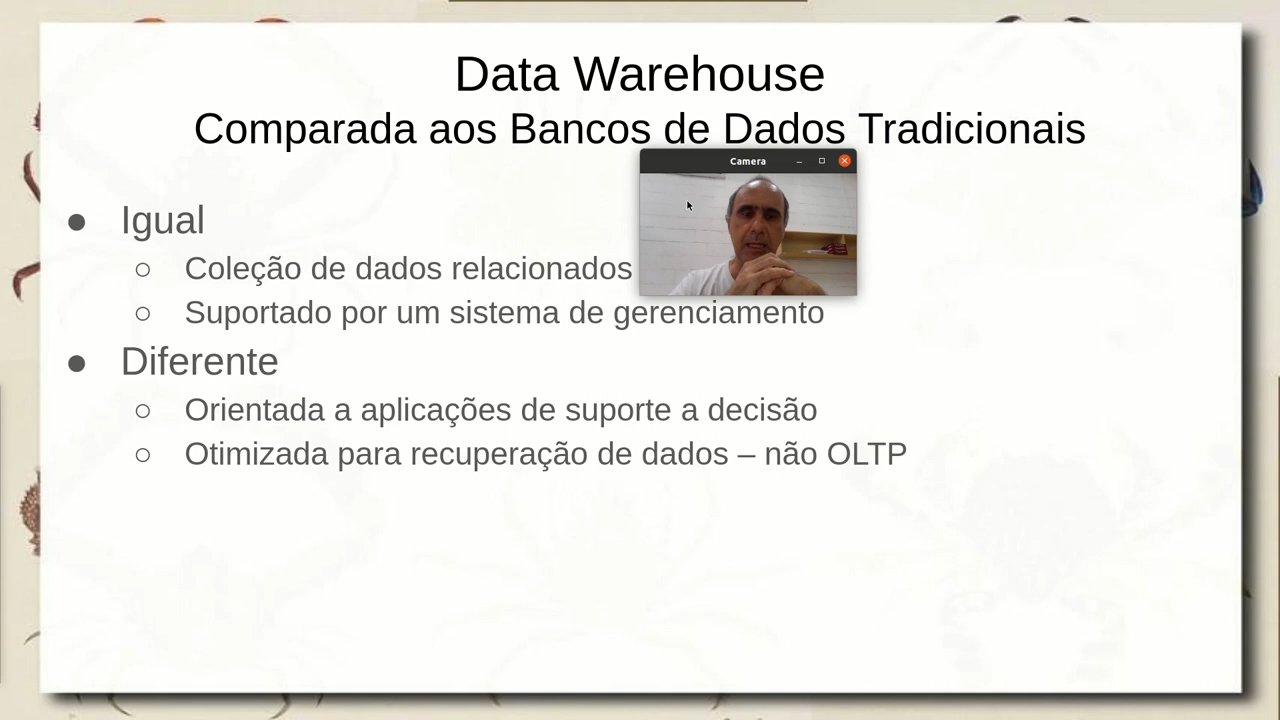 Data Warehouse
Comparada aos Bancos de Dados Tradicionais
Camera
● Igual
○ Coleção de dados relacionados
○ Suportado por um sistema de gerenciamento
● Diferente
○ Orientada a aplicações de suporte a decisão
○ Otimizada para recuperação de dados – não OLTP